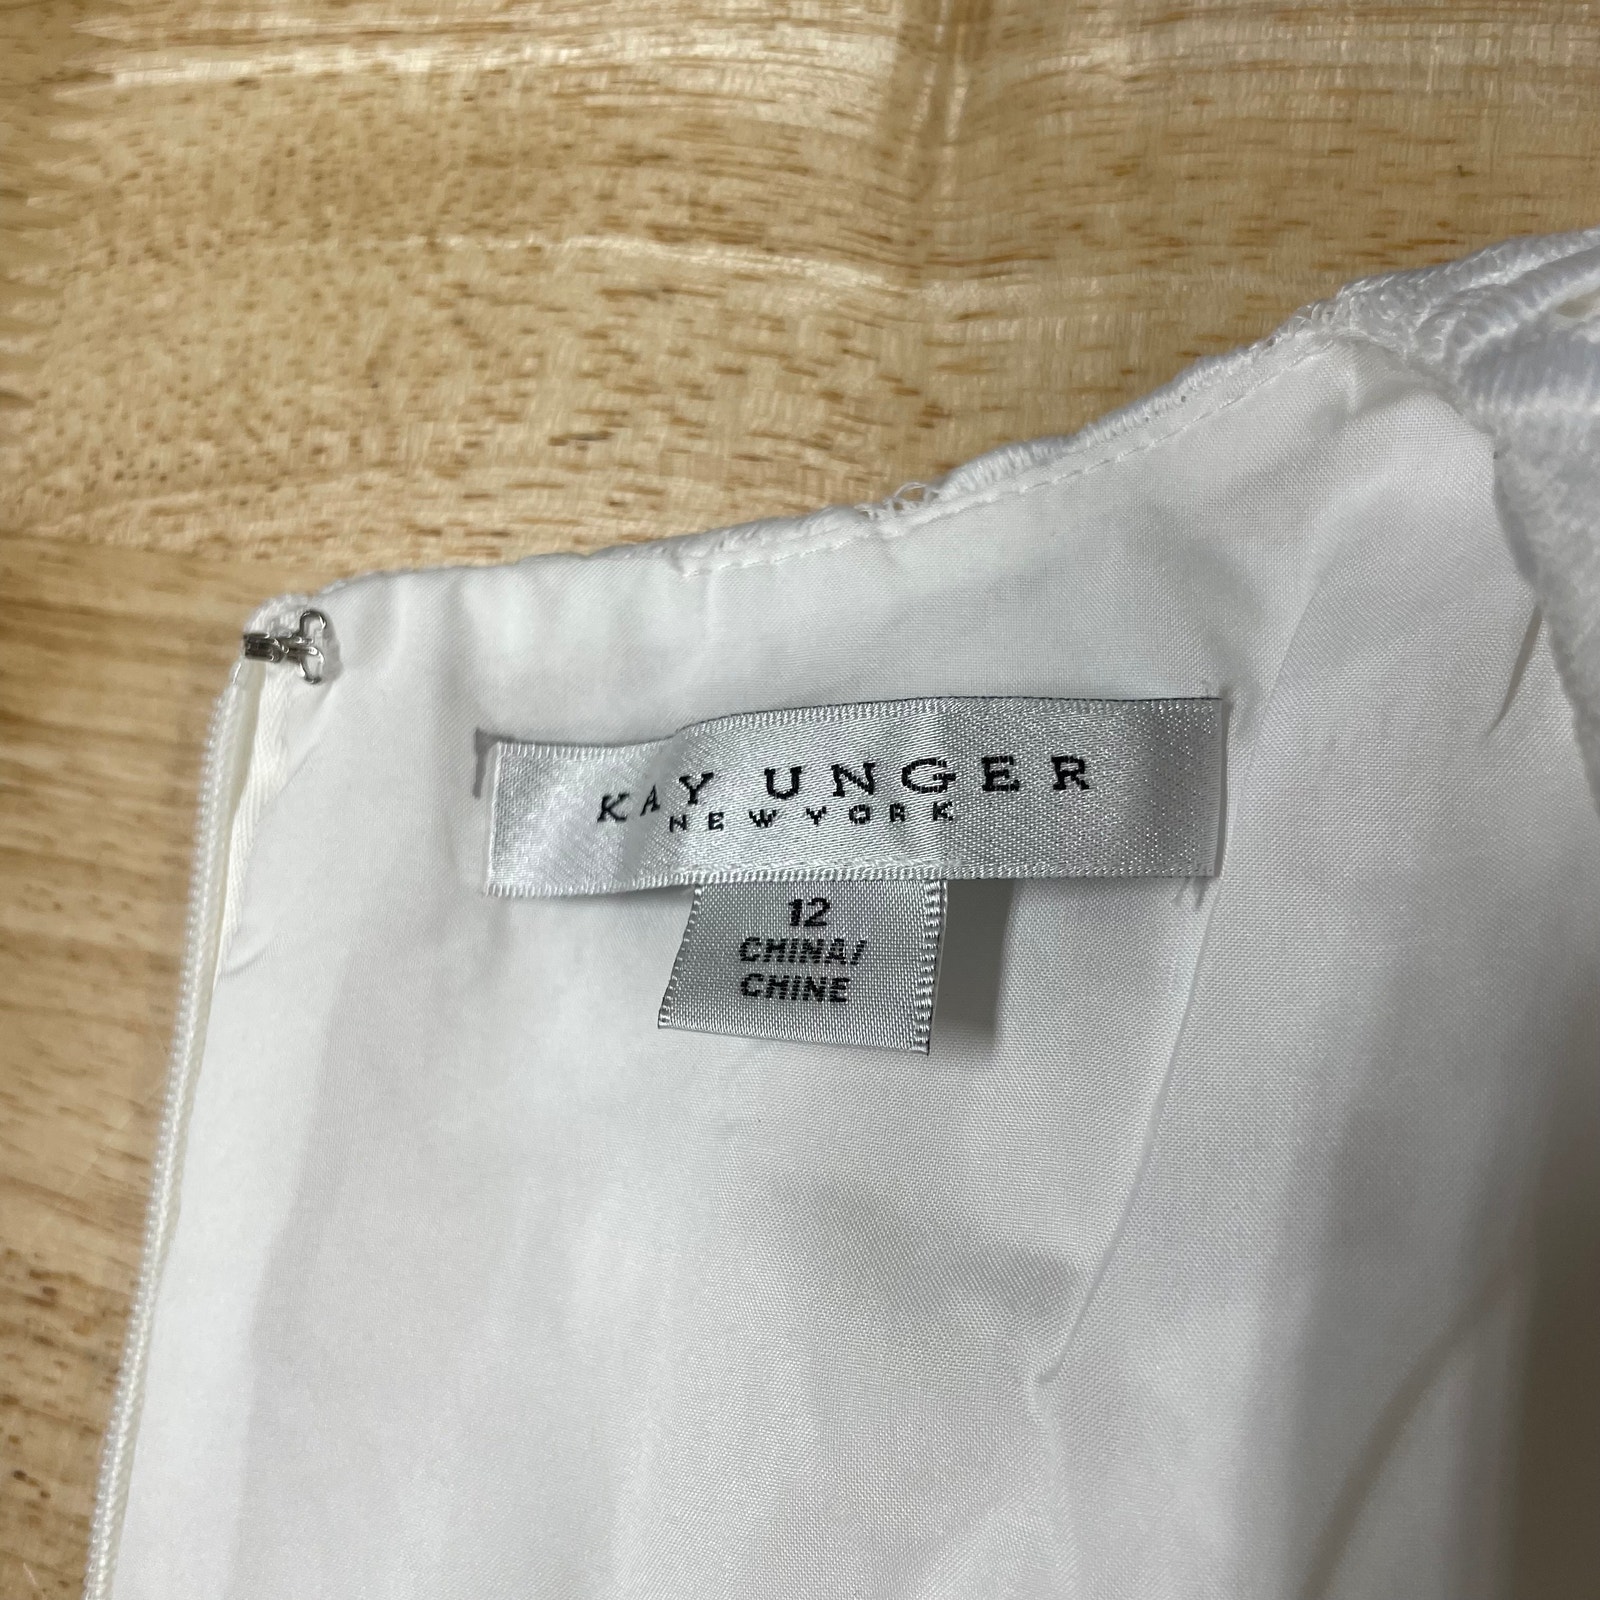 KAY UNGER
NEW YORK
12
CHINA/
CHINE